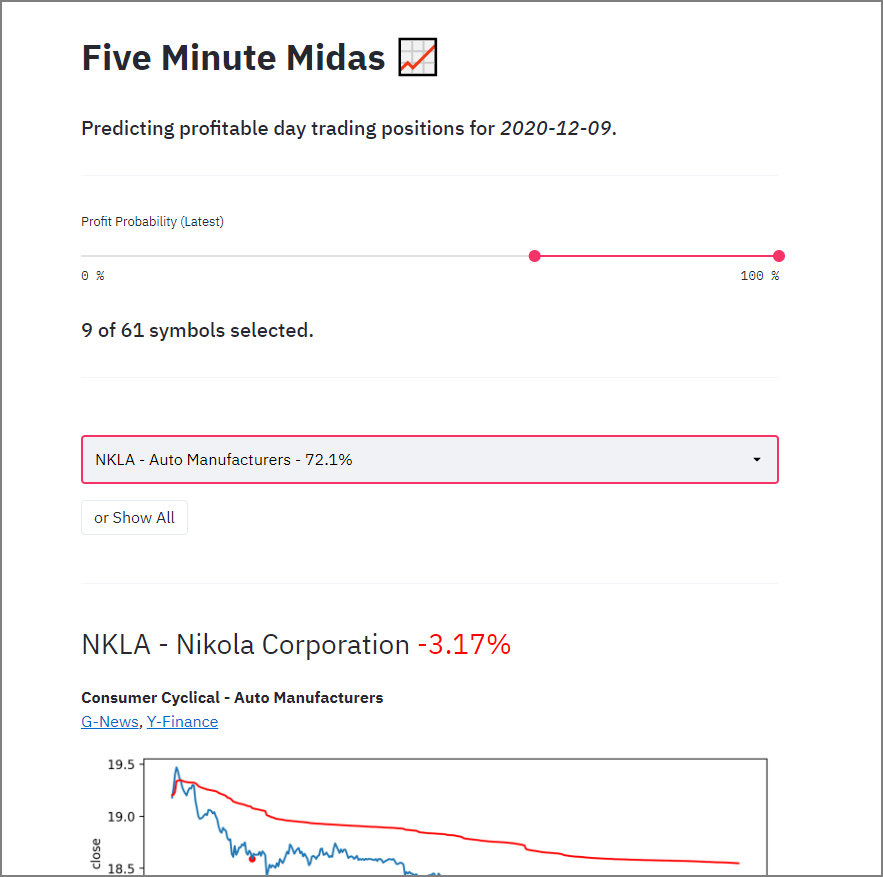 Five Minute Midas 📈
Predicting profitable day trading positions for 2020-12-09.
Profit Probability (Latest)
0 % 100 %
9 of 61 symbols selected.
NKLA - Auto Manufacturers - 72.1%
or Show All
NKLA - Nikola Corporation -3.17%
Consumer Cyclical - Auto Manufacturers
G-News, Y-Finance
19.5
19.0
close
18.5